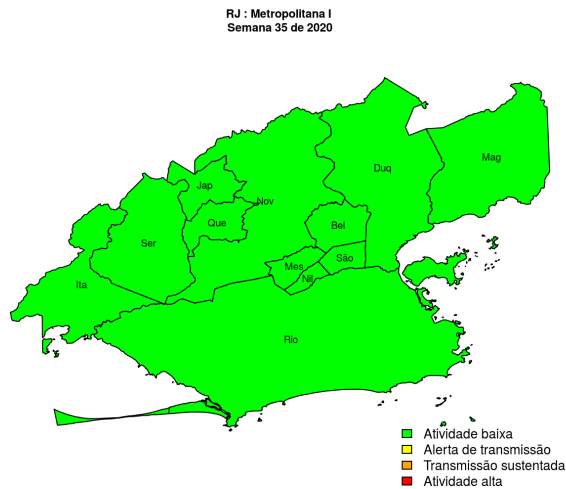 RJ : Metropolitana I
Semana 35 de 2020
Duq
Mag
Jap
Nov
Que
Bel
Ser
São
Mes
Nil
Ita
Rio
Atividade baixa
Alerta de transmissão
Transmissão sustentada
Atividade alta